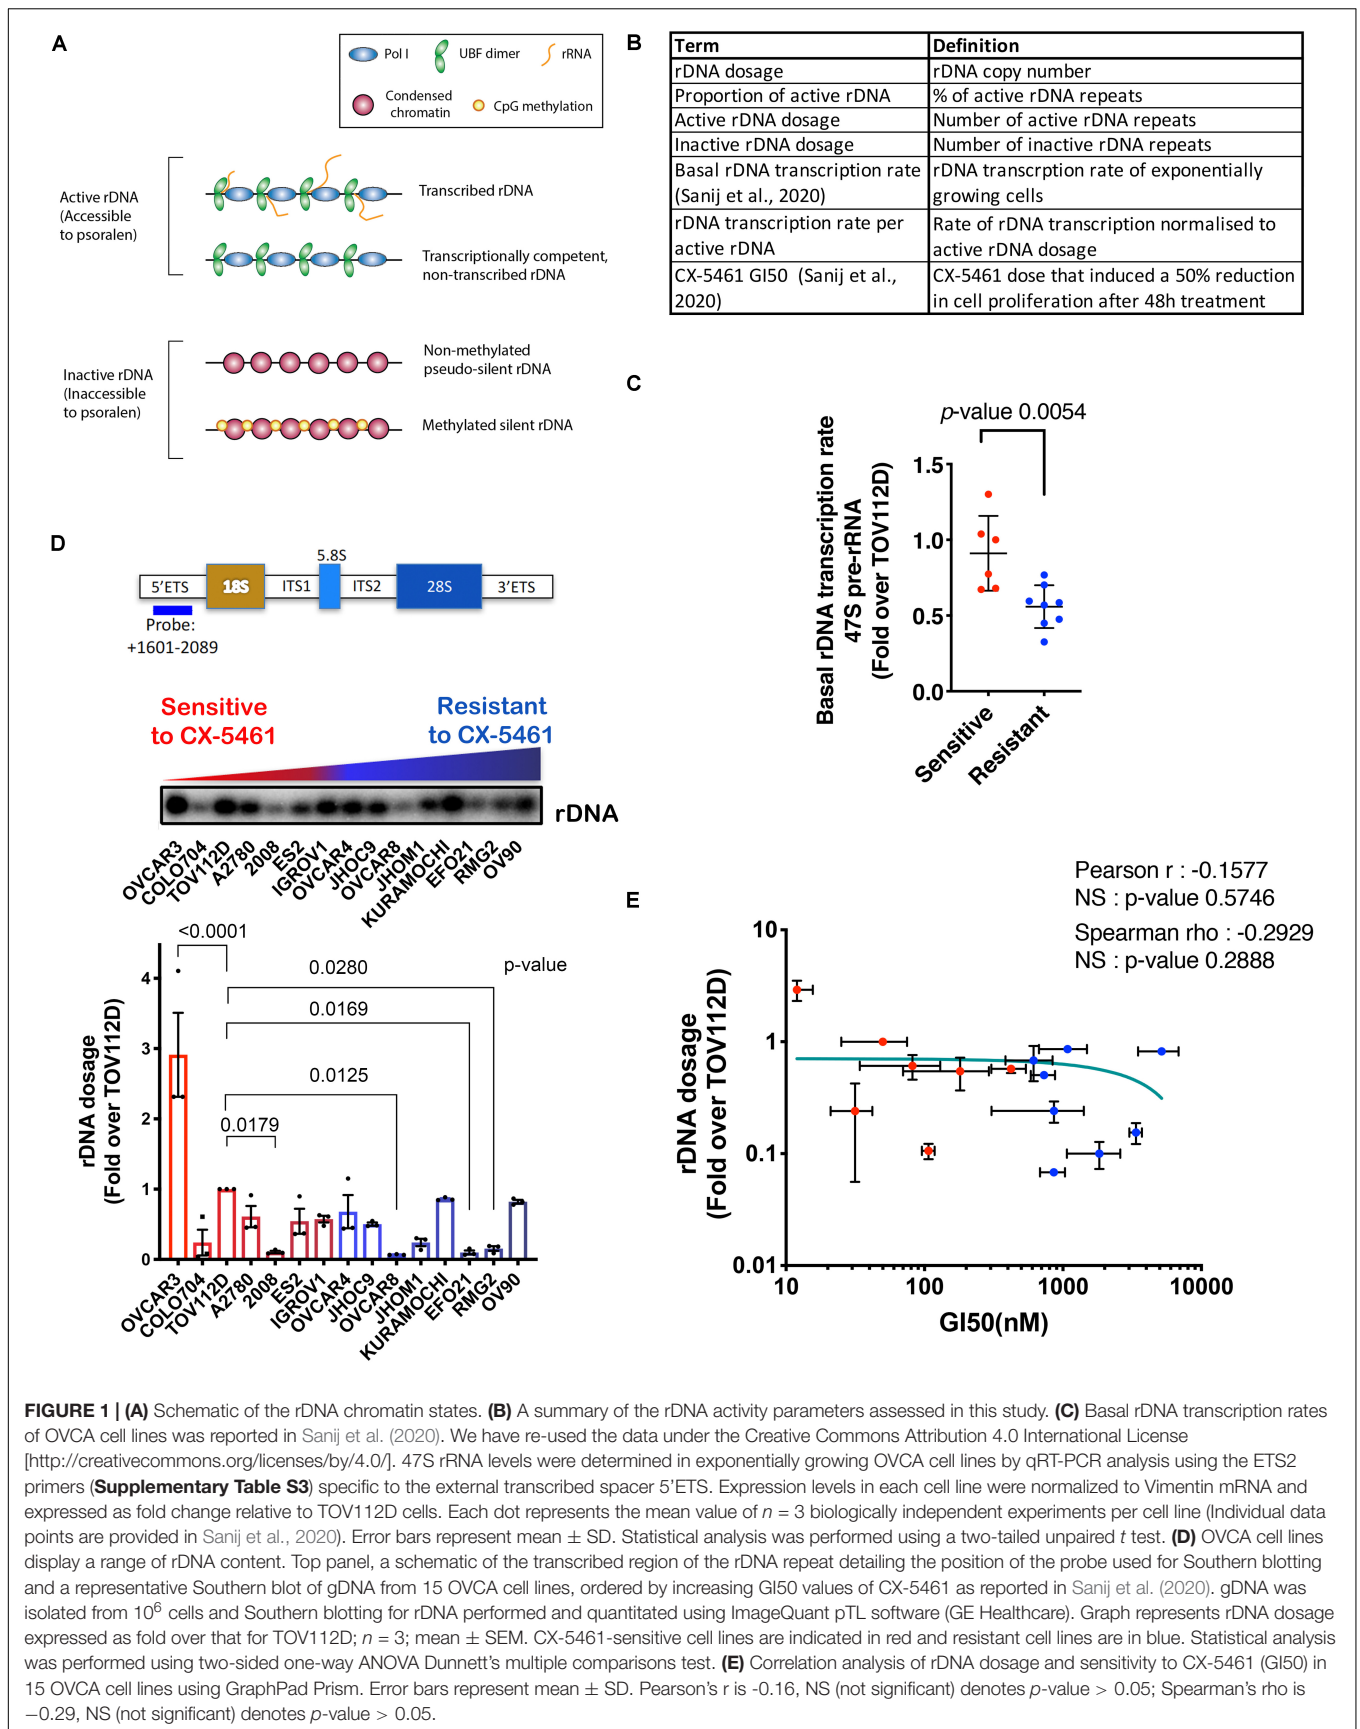 A
Pol I
UBF dimer
rRNA
Condensed
chromatin
CpG methylation
Active rDNA
(Accessible
to psoralen)
Transcribed rDNA
Transcriptionally competent,
non-transcribed rDNA
Inactive rDNA
(Inaccessible
to psoralen)
Non-methylated
pseudo-silent rDNA
Methylated silent rDNA
B
Term Definition
rDNA dosage rDNA copy number
Proportion of active rDNA % of active rDNA repeats
Active rDNA dosage Number of active rDNA repeats
Inactive rDNA dosage Number of inactive rDNA repeats
Basal rDNA transcription rate rDNA transcrption rate of exponentially
(Sanij et al., 2020) growing cells
rDNA transcription rate per Rate of rDNA transcription normalised to
active rDNA active rDNA dosage
CX-5461 GI50 (Sanij et al., CX-5461 dose that induced a 50% reduction
2020) in cell proliferation after 48h treatment
C
p-value 0.0054
Basal rDNA transcription rate
47S pre-rRNA
(Fold over TOV112D)
1.5
1.0
0.5
0.0
Sensitive
Resistant
D
5.8S
5'ETS 18S ITS1 ITS2 28S 3'ETS
Probe:
+1601-2089
Sensitive
to CX-5461
Resistant
to CX-5461
rDNA
OVCAR3
COLO704
TOV112D
A2780
2008
ES2
IGROV1
OVCAR4
JHOC9
OVCAR8
JHOM1
KURAMOCHI
EFO21
RMG2
OV90
<0.0001
0.0280
p-value
0.0169
0.0125
0.0179
rDNA dosage
(Fold over TOV112D)
4
3
2
1
0
OVCAR3
COLO704
TOV112D
A2780
2008
ES2
IGROV1
OVCAR4
JHOC9
OVCAR8
JHOM1
KURAMOCHI
EFO21
RMG2
OV90
E
Pearson r : -0.1577
NS : p-value 0.5746
Spearman rho : -0.2929
NS : p-value 0.2888
rDNA dosage
(Fold over TOV112D)
10
1
0.1
0.01
10 100 1000 10000
GI50(nM)
FIGURE 1 | (A) Schematic of the rDNA chromatin states. (B) A summary of the rDNA activity parameters assessed in this study. (C) Basal rDNA transcription rates
of OVCA cell lines was reported in Sanij et al. (2020). We have re-used the data under the Creative Commons Attribution 4.0 International License
[http://creativecommons.org/licenses/by/4.0/]. 47S rRNA levels were determined in exponentially growing OVCA cell lines by qRT-PCR analysis using the ETS2
primers (Supplementary Table S3) specific to the external transcribed spacer 5'ETS. Expression levels in each cell line were normalized to Vimentin mRNA and
expressed as fold change relative to TOV112D cells. Each dot represents the mean value of n = 3 biologically independent experiments per cell line (Individual data
points are provided in Sanij et al., 2020). Error bars represent mean ± SD. Statistical analysis was performed using a two-tailed unpaired t test. (D) OVCA cell lines
display a range of rDNA content. Top panel, a schematic of the transcribed region of the rDNA repeat detailing the position of the probe used for Southern blotting
and a representative Southern blot of gDNA from 15 OVCA cell lines, ordered by increasing GI50 values of CX-5461 as reported in Sanij et al. (2020). gDNA was
isolated from 10⁶ cells and Southern blotting for rDNA performed and quantitated using ImageQuant pTL software (GE Healthcare). Graph represents rDNA dosage
expressed as fold over that for TOV112D; n = 3; mean ± SEM. CX-5461-sensitive cell lines are indicated in red and resistant cell lines are in blue. Statistical analysis
was performed using two-sided one-way ANOVA Dunnett's multiple comparisons test. (E) Correlation analysis of rDNA dosage and sensitivity to CX-5461 (GI50) in
15 OVCA cell lines using GraphPad Prism. Error bars represent mean ± SD. Pearson's r is -0.16, NS (not significant) denotes p-value > 0.05; Spearman's rho is
−0.29, NS (not significant) denotes p-value > 0.05.